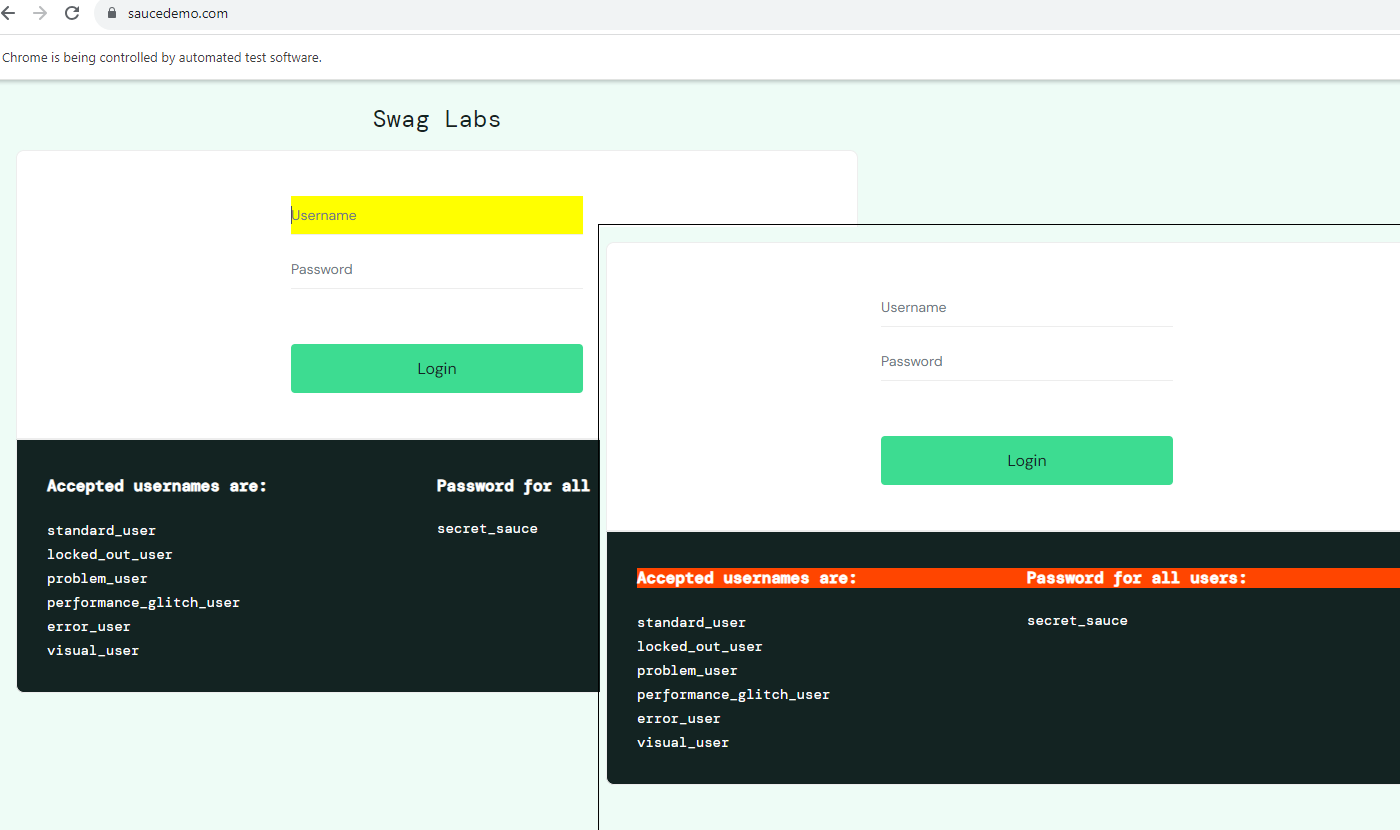 saucedemo.com
Chrome is being controlled by automated test software.
Swag Labs
Username
Password
Login
Accepted usernames are:
standard_user
locked_out_user
problem_user
performance_glitch_user
error_user
visual_user
Password for all
secret_sauce
Username
Password
Login
Accepted usernames are:
standard_user
locked_out_user
problem_user
performance_glitch_user
error_user
visual_user
Password for all users:
secret_sauce